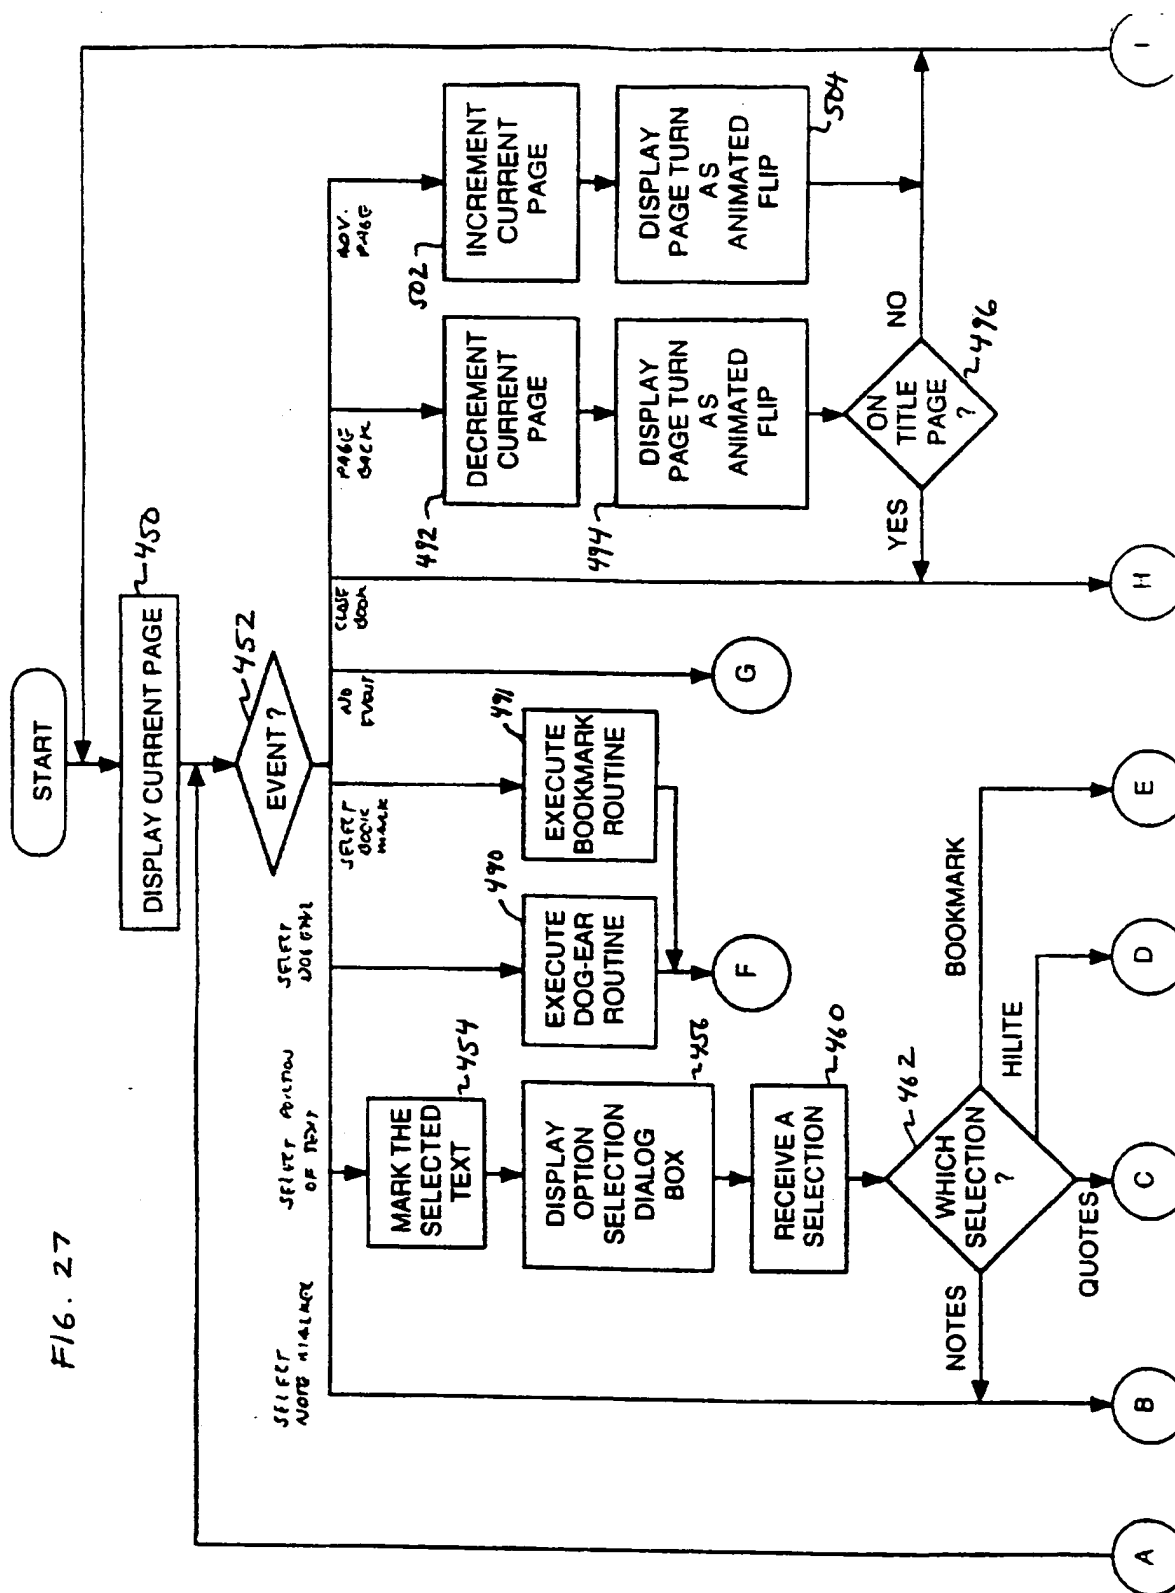 FIG. 27
START
DISPLAY CURRENT PAGE
450
EVENT ?
452
SELECT
NOTE MARKER
SELECT PORTION
OF TEXT
SELECT
DOG EAR
SELECT
BOOK
MARK
NO
EVENT
CLOSE
BOOK
PAGE
BACK
ADV.
PAGE
MARK THE
SELECTED
TEXT
454
DISPLAY
OPTION
SELECTION
DIALOG
BOX
456
RECEIVE A
SELECTION
460
WHICH
SELECTION
?
462
NOTES
QUOTES
HILITE
BOOKMARK
490
EXECUTE
DOG-EAR
ROUTINE
491
EXECUTE
BOOKMARK
ROUTINE
F
G
492
DECREMENT
CURRENT
PAGE
494
DISPLAY
PAGE TURN
AS
ANIMATED
FLIP
ON
TITLE
PAGE
?
496
YES
NO
502
INCREMENT
CURRENT
PAGE
DISPLAY
PAGE TURN
AS
ANIMATED
FLIP
504
A
B
C
D
E
H
I